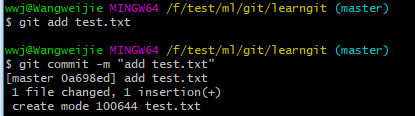 wwj@Wangweijie MINGW64 /f/test/ml/git/learngit (master)
$ git add test.txt
wwj@Wangweijie MINGW64 /f/test/ml/git/learngit (master)
$ git commit -m "add test.txt"
[master 0a698ed] add test.txt
 1 file changed, 1 insertion(+)
 create mode 100644 test.txt